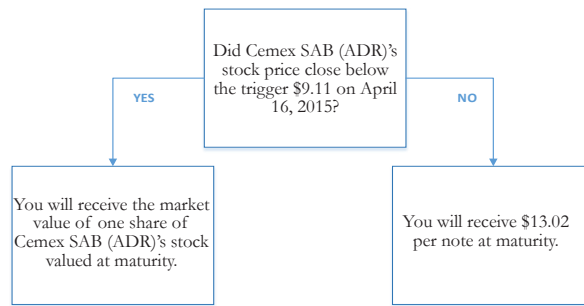 Did Cemex SAB (ADR)'s
stock price close below
the trigger $9.11 on April
16, 2015?
YES
NO
You will receive the market
value of one share of
Cemex SAB (ADR)'s stock
valued at maturity.
You will receive $13.02
per note at maturity.